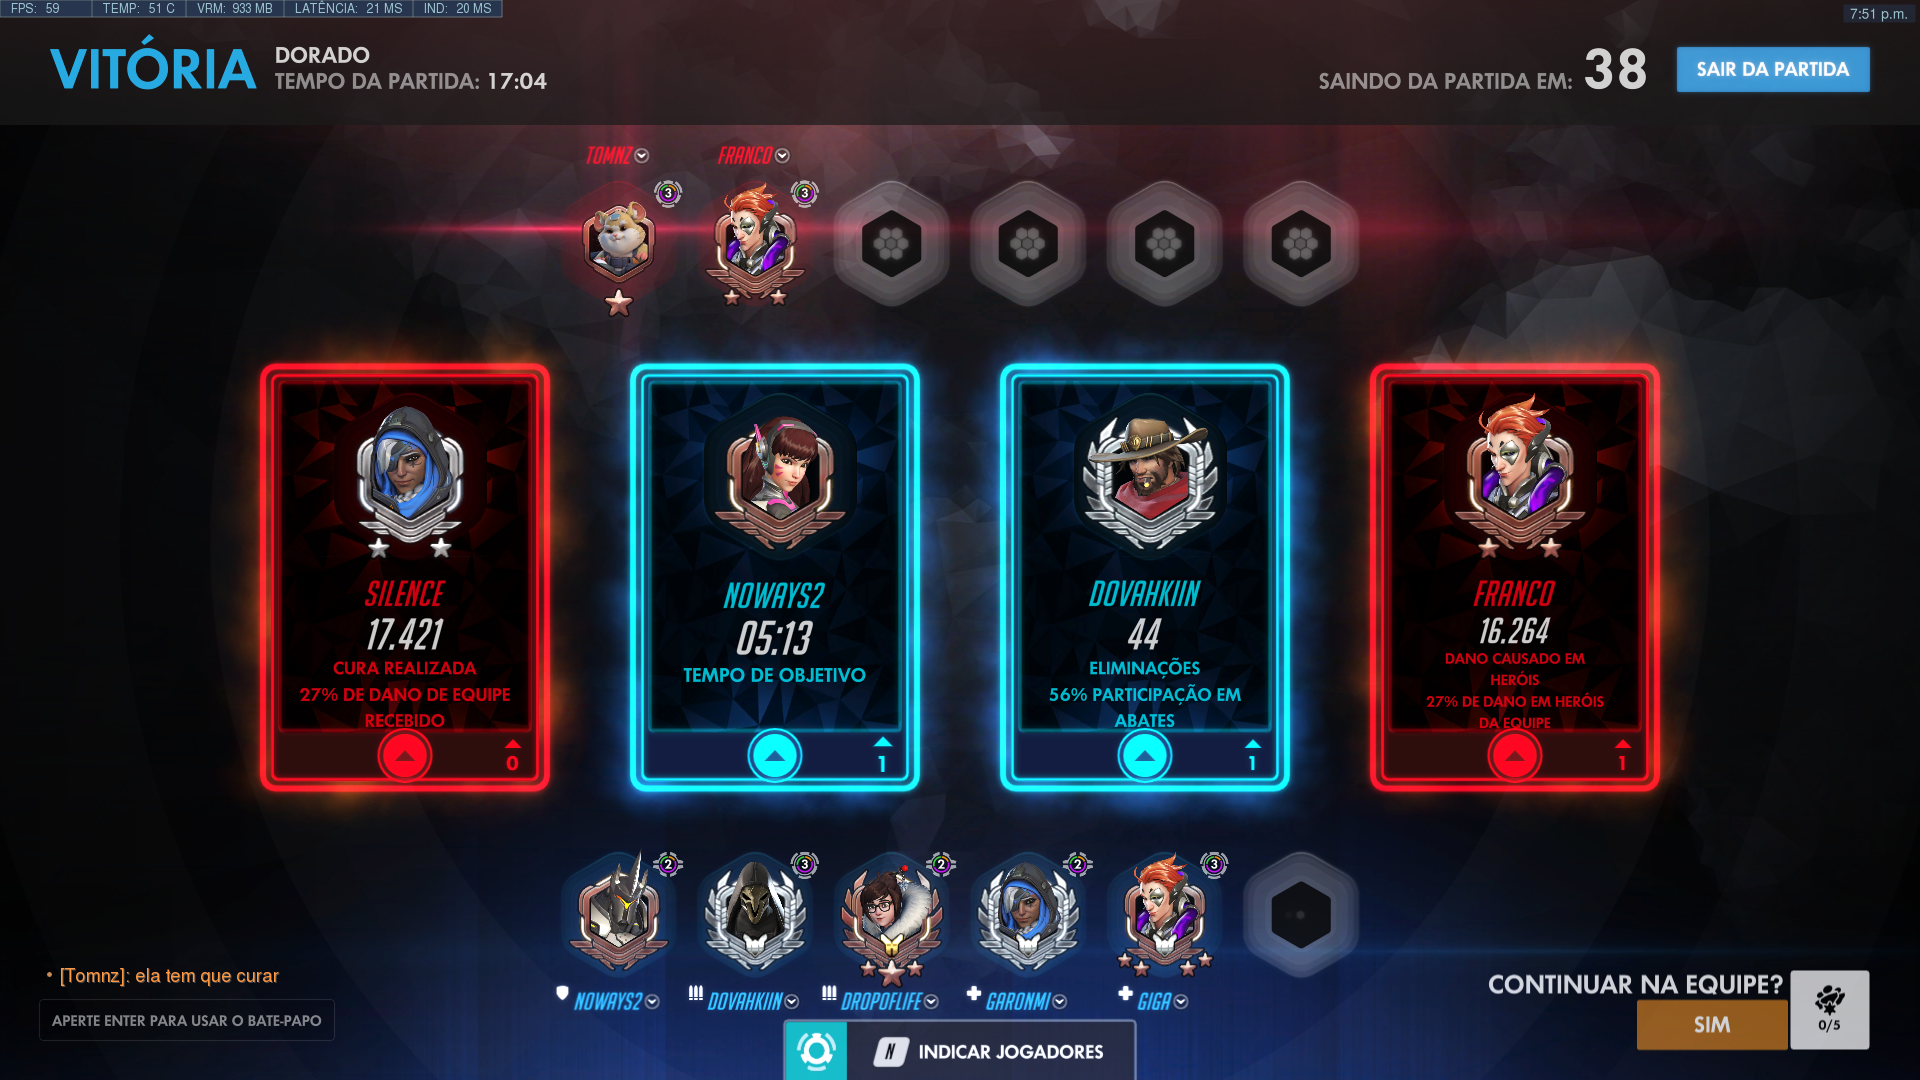 FPS: 59 TEMP: 51 C VRM: 933 MB LATÊNCIA: 21 MS IND: 20 MS
7:51 p.m.
VITÓRIA
DORADO
TEMPO DA PARTIDA: 17:04
SAINDO DA PARTIDA EM: 38
SAIR DA PARTIDA
TOMNZ FRANCO
3 3
SILENCE
17.421
CURA REALIZADA
27% DE DANO DE EQUIPE
RECEBIDO
0
NOWAYS2
05:13
TEMPO DE OBJETIVO
1
DOVAHKIIN
44
ELIMINAÇÕES
56% PARTICIPAÇÃO EM
ABATES
1
FRANCO
16.264
DANO CAUSADO EM
HERÓIS
27% DE DANO EM HERÓIS
DA EQUIPE
1
2 3 2 2 3
NOWAYS2 DOVAHKIIN DROPOFLIFE GARONMI GIGA
[Tomnz]: ela tem que curar
APERTE ENTER PARA USAR O BATE-PAPO
N INDICAR JOGADORES
CONTINUAR NA EQUIPE?
SIM
0/5